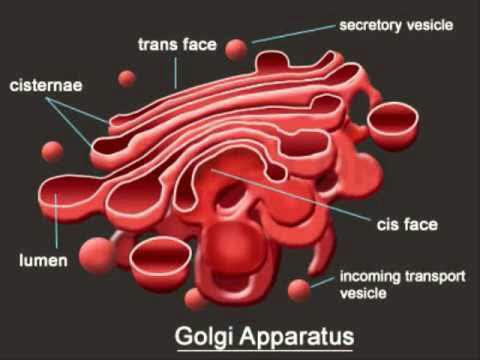 secretory vesicle
trans face
cisternae
cis face
lumen
incoming transport
vesicle
Golgi Apparatus